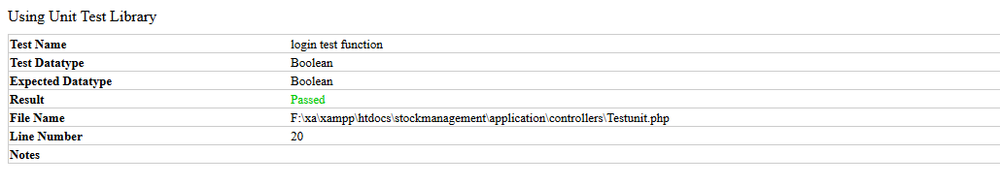 Using Unit Test Library
Test Name login test function
Test Datatype Boolean
Expected Datatype Boolean
Result Passed
File Name F:\xa\xampp\htdocs\stockmanagement\application\controllers\Testunit.php
Line Number 20
Notes